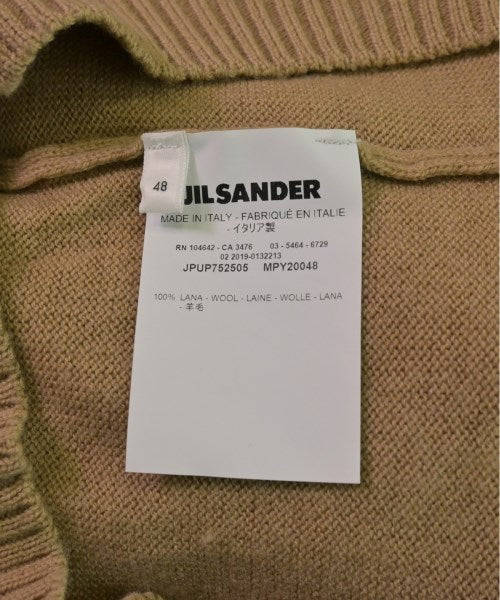 48
JIL SANDER
MADE IN ITALY - FABRIQUÉ EN ITALIE
- イタリア製
RN 104642 - CA 3476 03 - 5464 - 6729
02 2019-0132213
JPUP752505 MPY20048
100% LANA - WOOL - LAINE - WOLLE - LANA
- 羊毛